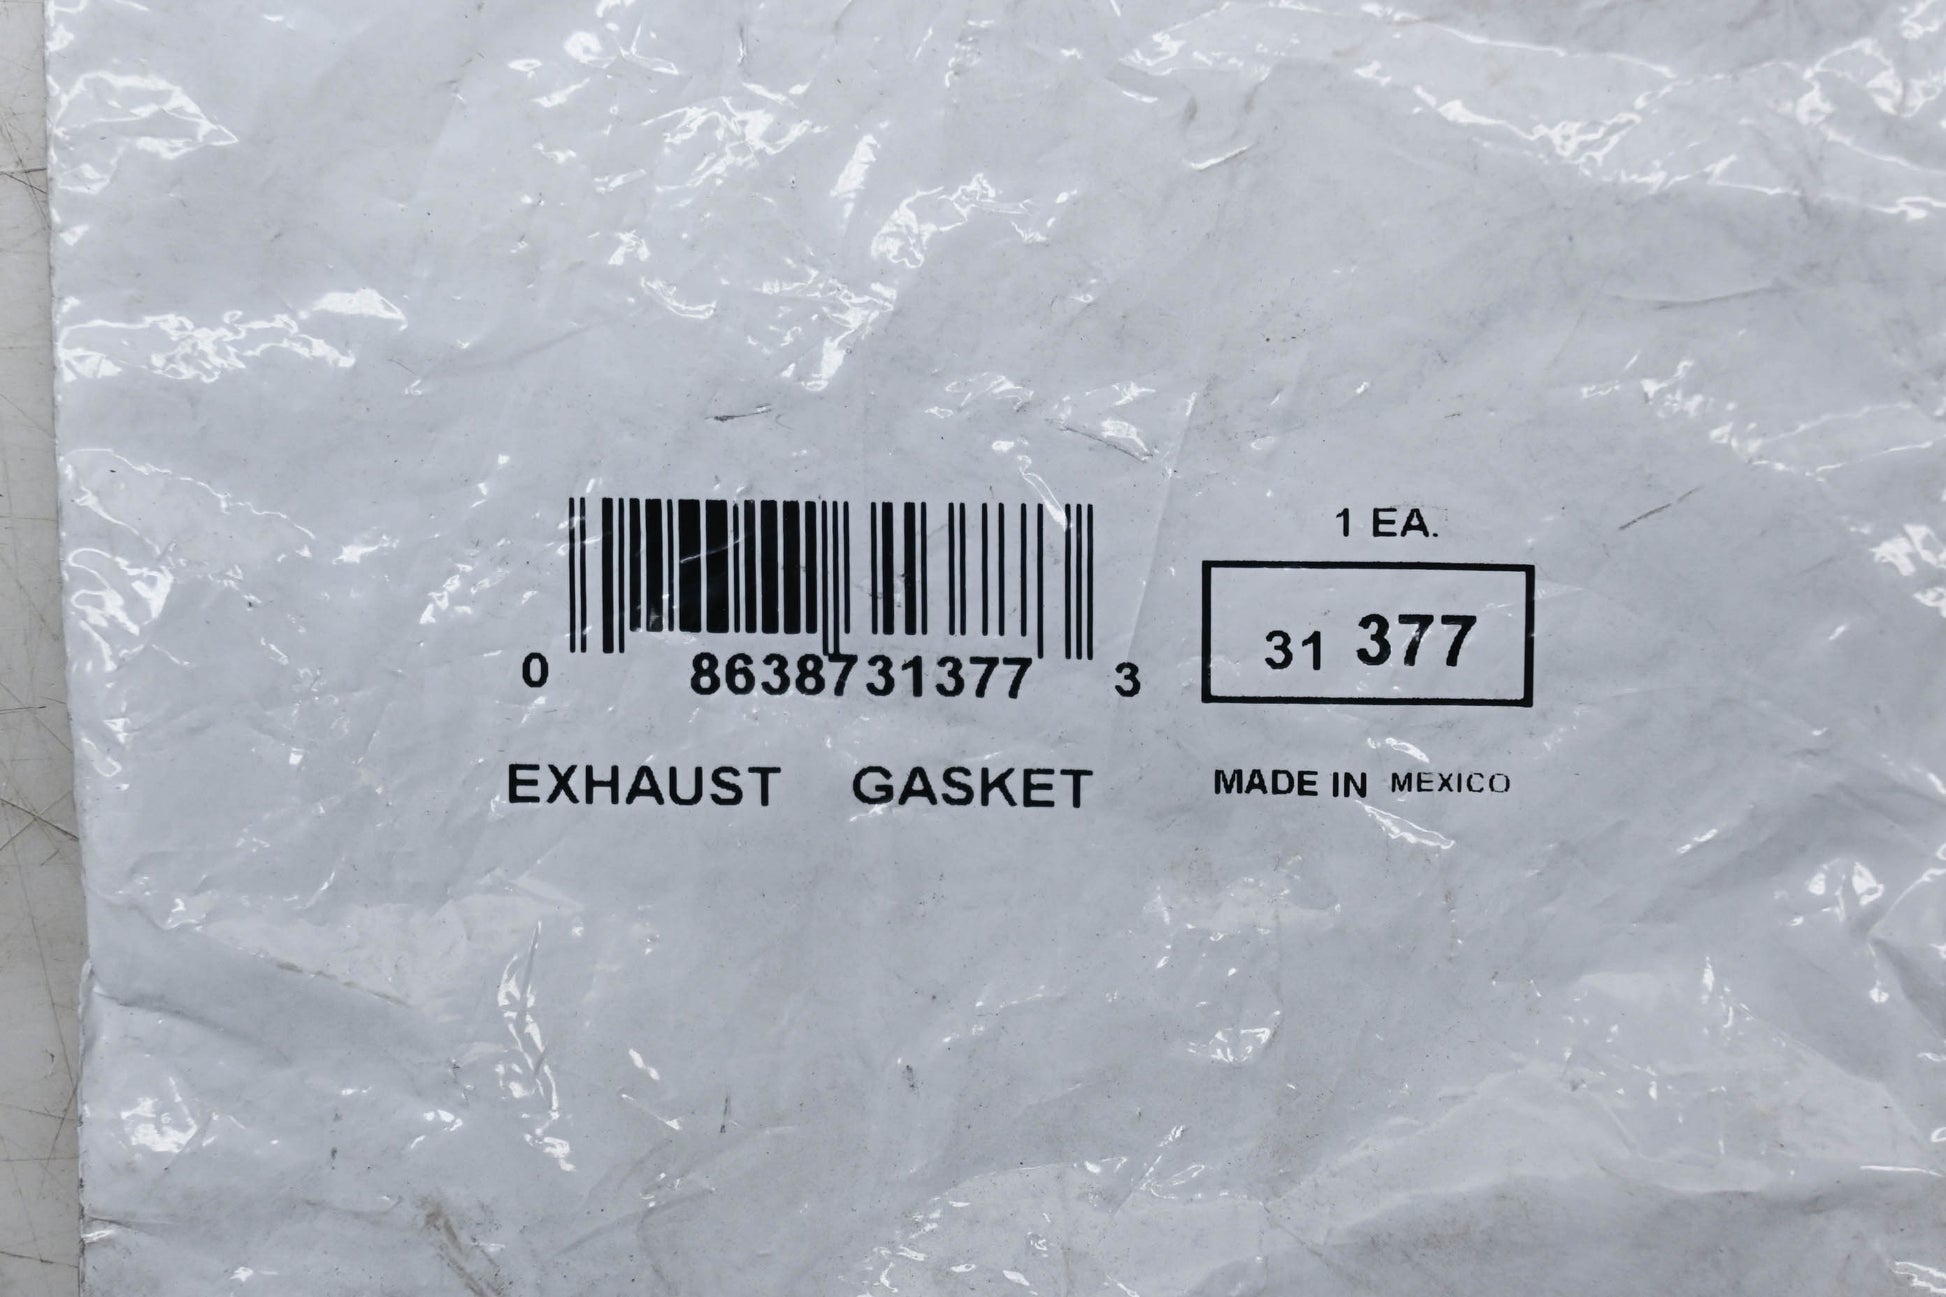 1 EA.
31 377
0 8638731377 3
EXHAUST GASKET
MADE IN MEXICO